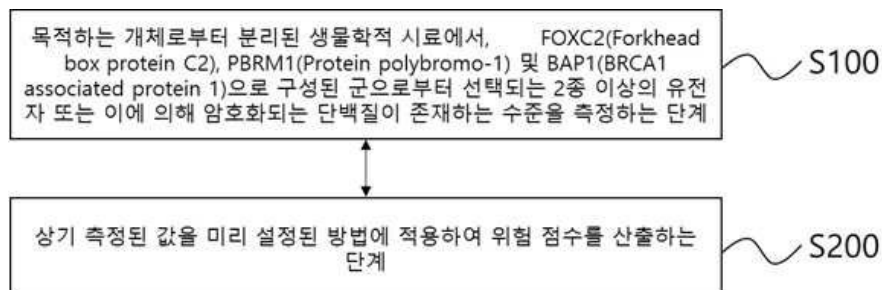 목적하는 개체로부터 분리된 생물학적 시료에서, FOXC2(Forkhead
box protein C2), PBRM1(Protein polybromo-1) 및 BAP1(BRCA1
associated protein 1)으로 구성된 군으로부터 선택되는 2종 이상의 유전
자 또는 이에 의해 암호화되는 단백질이 존재하는 수준을 측정하는 단계
S100
상기 측정된 값을 미리 설정된 방법에 적용하여 위험 점수를 산출하는
단계
S200